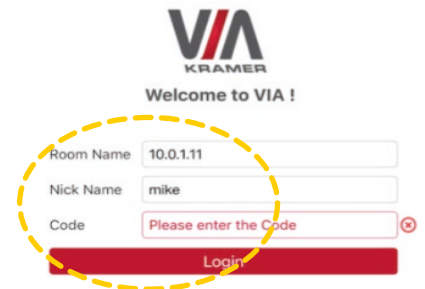 VIA
KRAMER
Welcome to VIA !
Room Name 10.0.1.11
Nick Name mike
Code Please enter the Code
Login